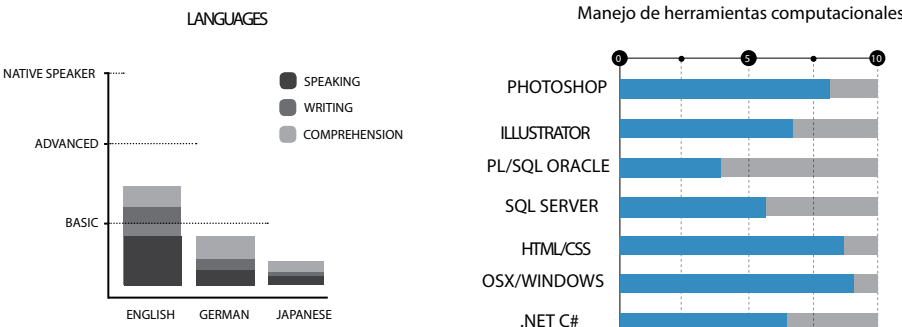 LANGUAGES
NATIVE SPEAKER
ADVANCED
BASIC
SPEAKING
WRITING
COMPREHENSION
ENGLISH
GERMAN
JAPANESE
Manejo de herramientas computacionales
0
5
10
PHOTOSHOP
ILLUSTRATOR
PL/SQL ORACLE
SQL SERVER
HTML/CSS
OSX/WINDOWS
.NET C#